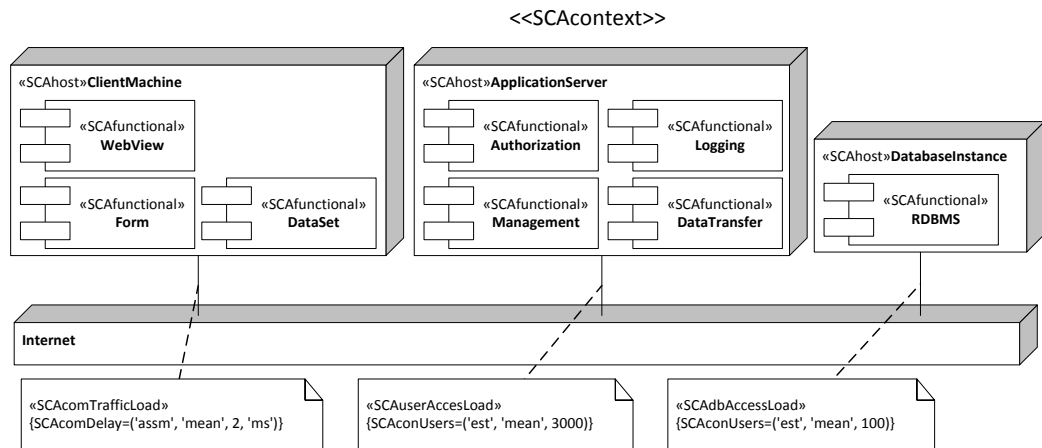 <<SCAcontext>>
«SCAhost»ClientMachine
«SCAfunctional»
WebView
«SCAfunctional»
Form
«SCAfunctional»
DataSet
«SCAhost»ApplicationServer
«SCAfunctional»
Authorization
«SCAfunctional»
Logging
«SCAfunctional»
Management
«SCAfunctional»
DataTransfer
«SCAhost»DatabaseInstance
«SCAfunctional»
RDBMS
Internet
«SCAcomTrafficLoad»
{SCAcomDelay=('assm', 'mean', 2, 'ms')}
«SCAuserAccesLoad»
{SCAconUsers=('est', 'mean', 3000)}
«SCAdbAccessLoad»
{SCAconUsers=('est', 'mean', 100)}